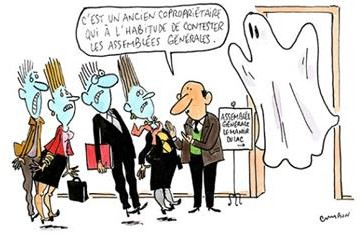 C'EST UN ANCIEN COPROPRIÉTAIRE
QUI À L'HABITUDE DE CONTESTER
LES ASSEMBLÉES GÉNÉRALES.
ASSEMBLÉE
GÉNÉRALE
LE MANOIR
DU LAC
→